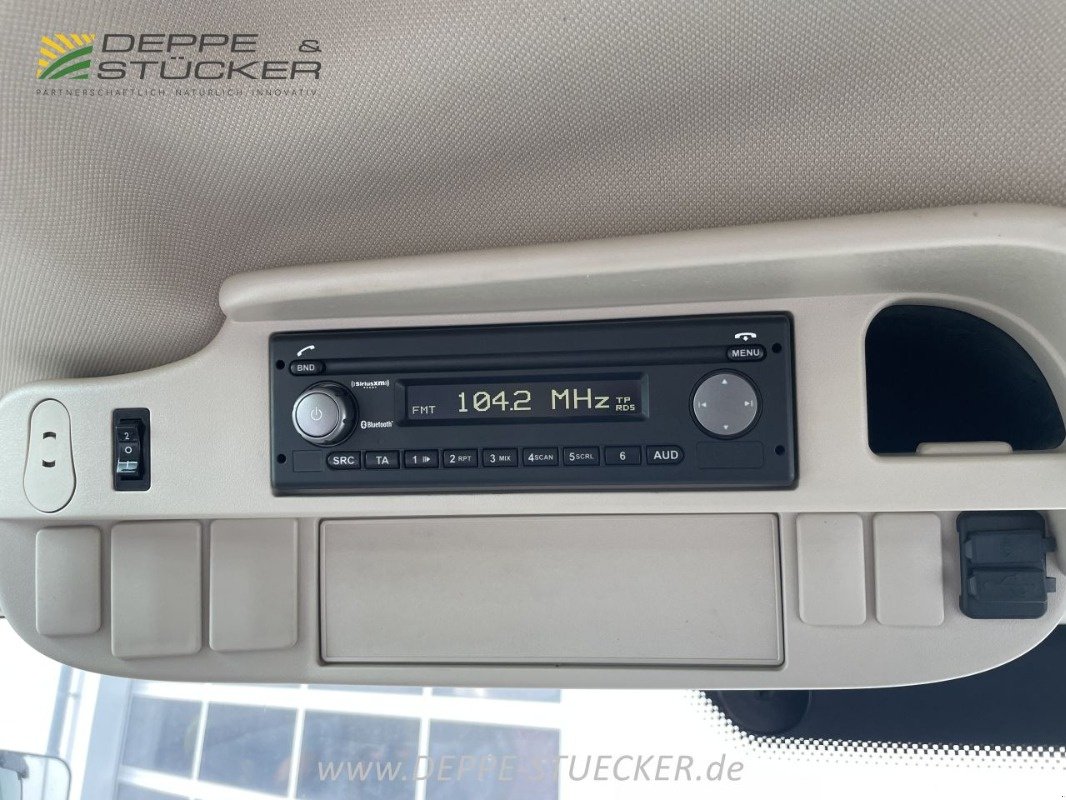 DEPPE &
STÜCKER
PARTNERSCHAFTLICH. NATÜRLICH. INNOVATIV.
BND
MENU
((SiriusXM))
FMT 104.2 MHz TP RDS
Bluetooth
SRC TA 1 2 RPT 3 MIX 4 SCAN 5 SCRL 6 AUD
2
0
www.DEPPE-STUECKER.de